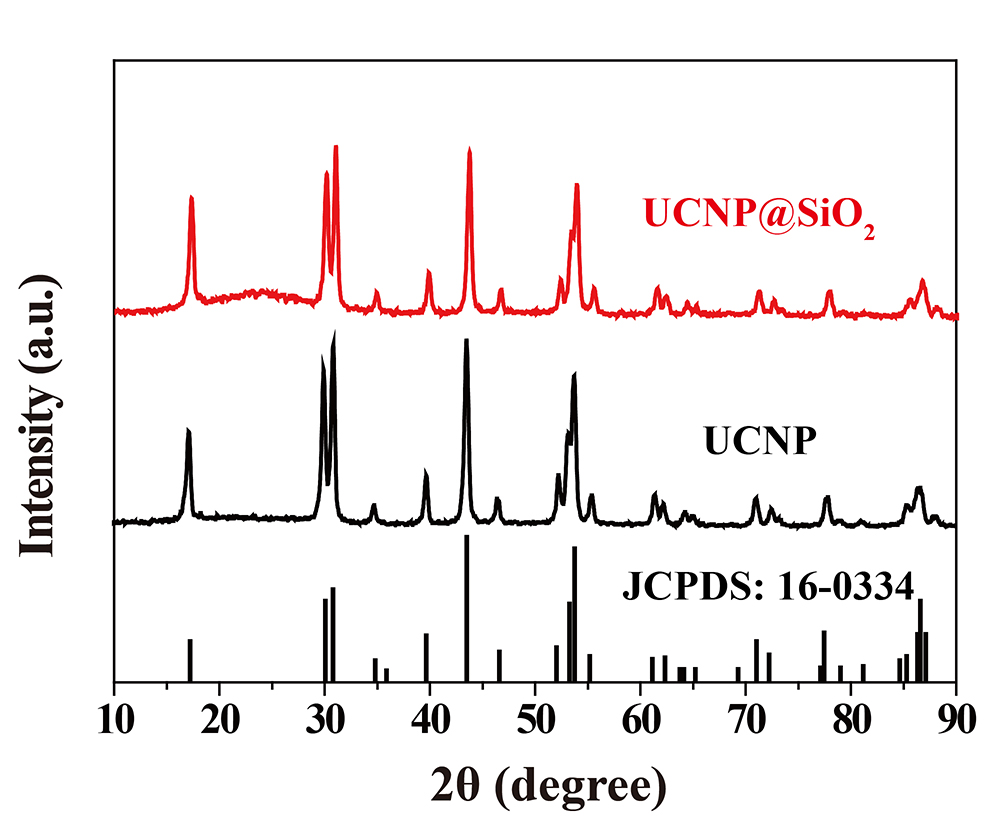 UCNP@SiO₂
UCNP
JCPDS: 16-0334
Intensity (a.u.)
10 20 30 40 50 60 70 80 90
2θ (degree)